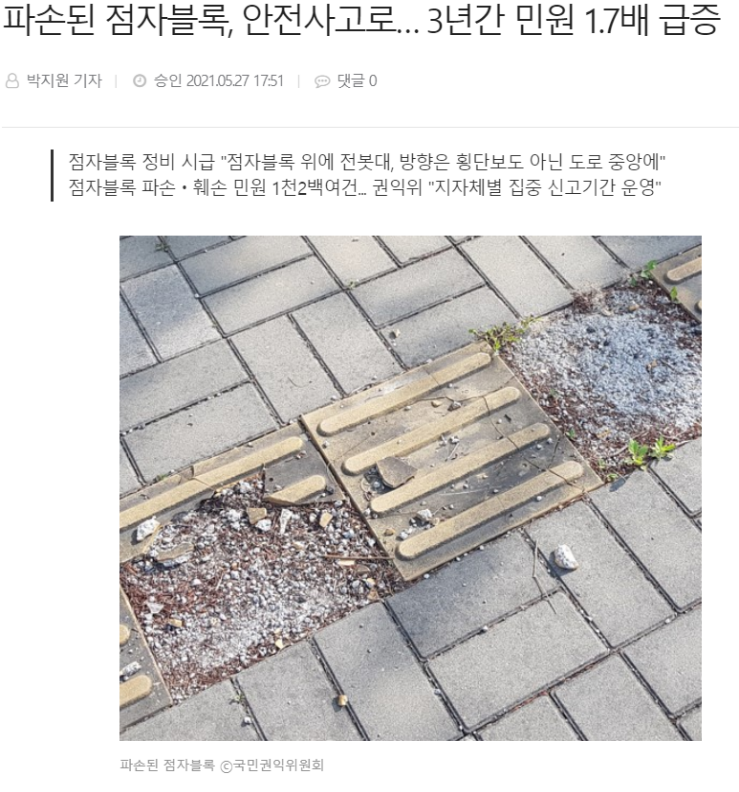 파손된 점자블록, 안전사고로... 3년간 민원 1.7배 급증
박지원 기자 | 승인 2021.05.27 17:51 | 댓글 0
점자블록 정비 시급 "점자블록 위에 전봇대, 방향은 횡단보도 아닌 도로 중앙에"
점자블록 파손・훼손 민원 1천2백여건... 권익위 "지자체별 집중 신고기간 운영"
파손된 점자블록 ⓒ국민권익위원회